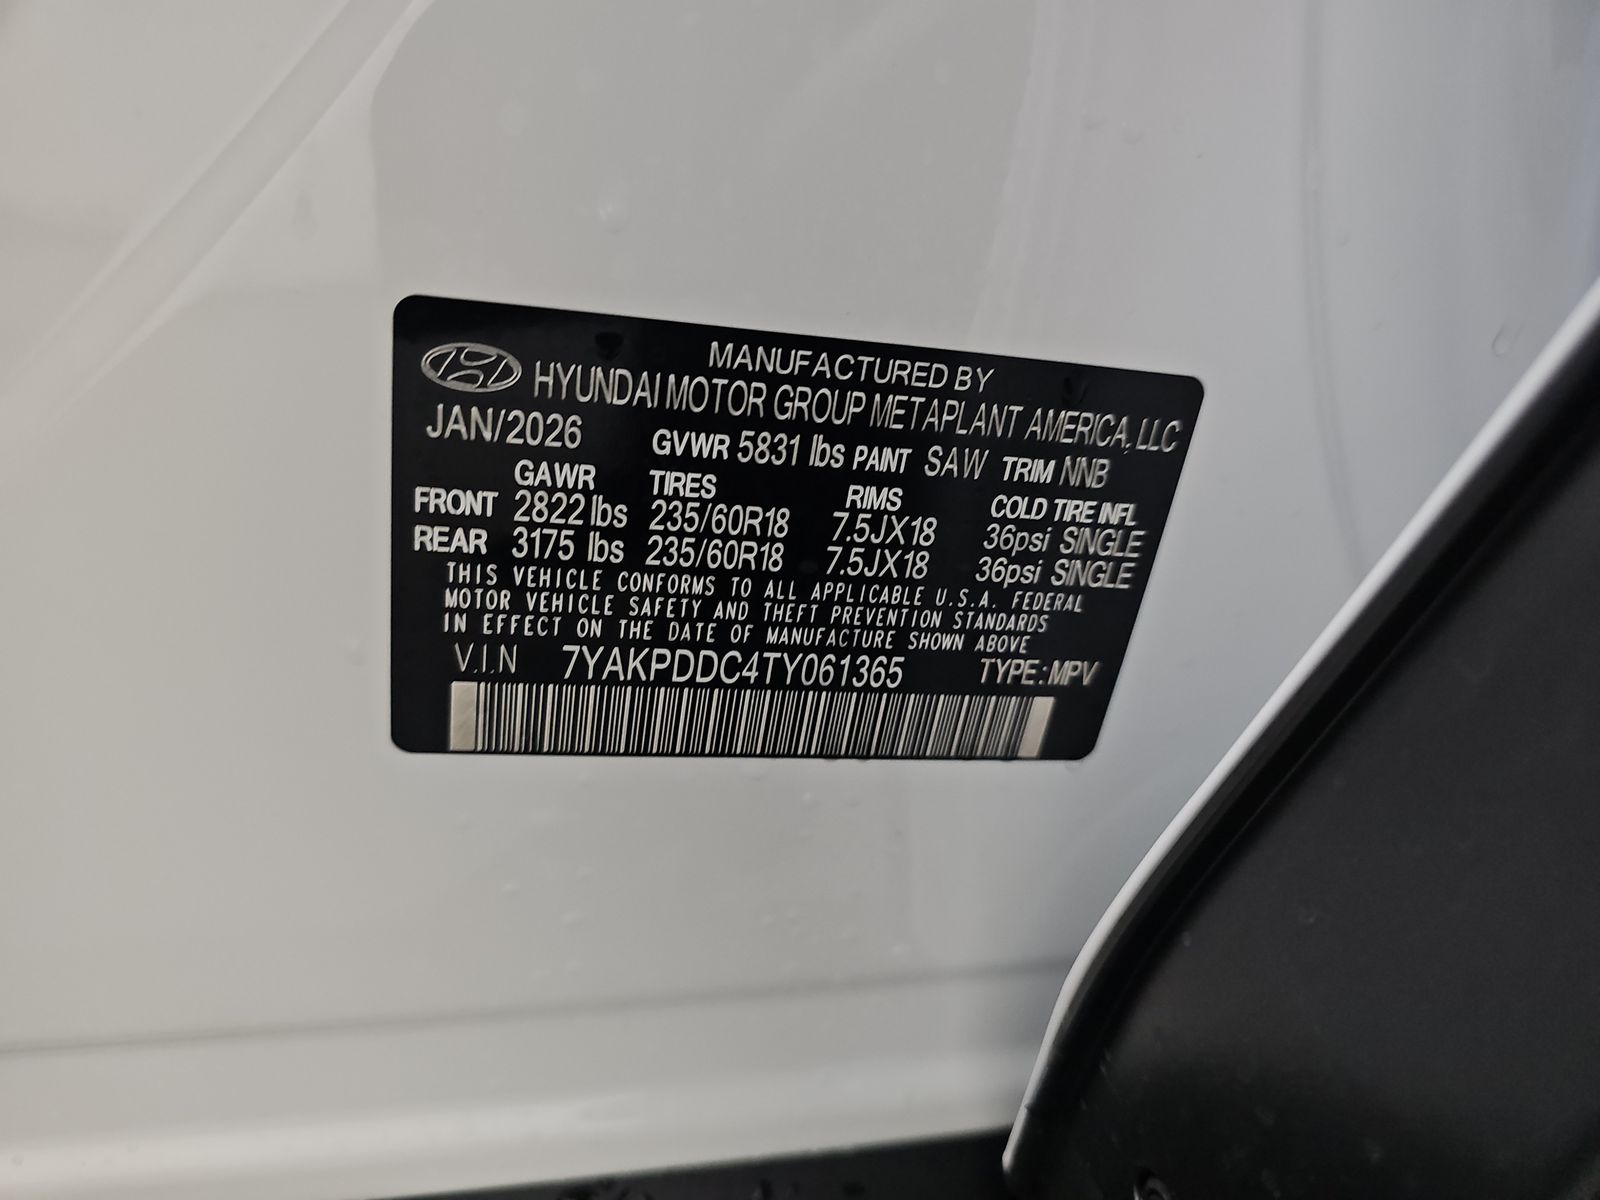 MANUFACTURED BY
HYUNDAI MOTOR GROUP METAPLANT AMERICA, LLC
JAN/2026 GVWR 5831 lbs PAINT SAW TRIM NNB
GAWR TIRES RIMS COLD TIRE INFL
FRONT 2822 lbs 235/60R18 7.5JX18 36psi SINGLE
REAR 3175 lbs 235/60R18 7.5JX18 36psi SINGLE
THIS VEHICLE CONFORMS TO ALL APPLICABLE U.S.A. FEDERAL
MOTOR VEHICLE SAFETY AND THEFT PREVENTION STANDARDS
IN EFFECT ON THE DATE OF MANUFACTURE SHOWN ABOVE
V.I.N 7YAKPDDC4TY061365 TYPE:MPV